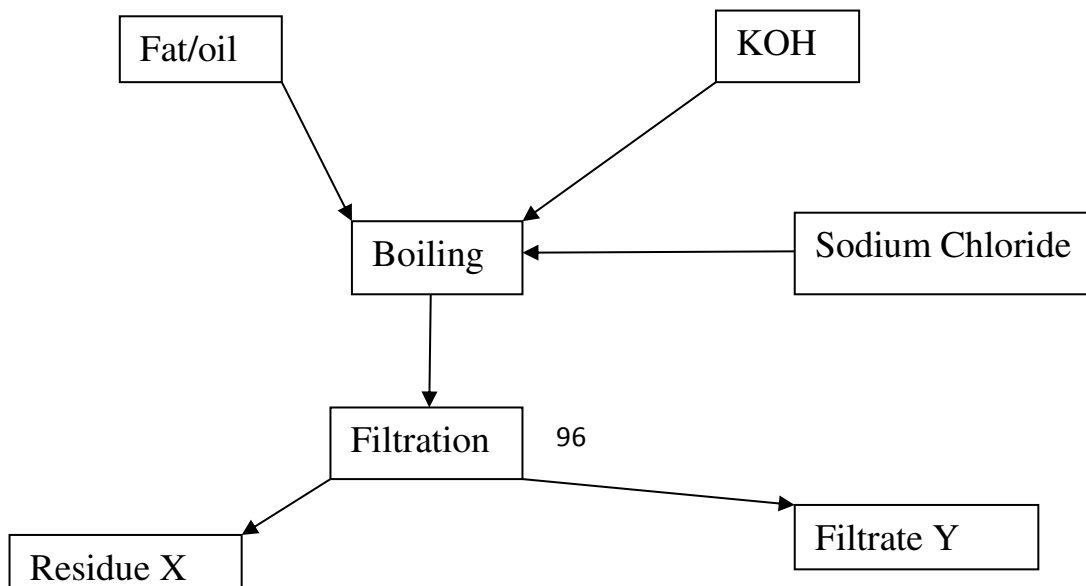 Fat/oil
KOH
Boiling
Sodium Chloride
Filtration
96
Filtrate Y
Residue X